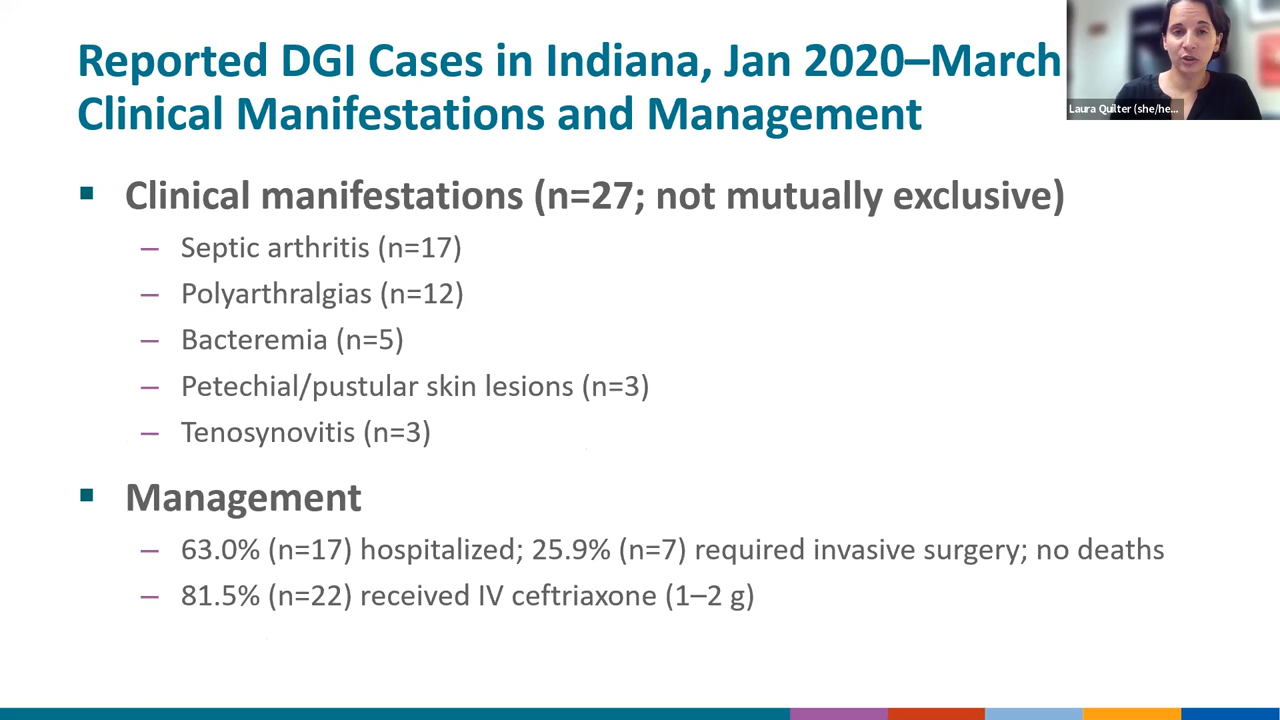 Reported DGI Cases in Indiana, Jan 2020–March
Clinical Manifestations and Management
Laura Quilter (she/he...
▪ Clinical manifestations (n=27; not mutually exclusive)
– Septic arthritis (n=17)
– Polyarthralgias (n=12)
– Bacteremia (n=5)
– Petechial/pustular skin lesions (n=3)
– Tenosynovitis (n=3)
▪ Management
– 63.0% (n=17) hospitalized; 25.9% (n=7) required invasive surgery; no deaths
– 81.5% (n=22) received IV ceftriaxone (1–2 g)